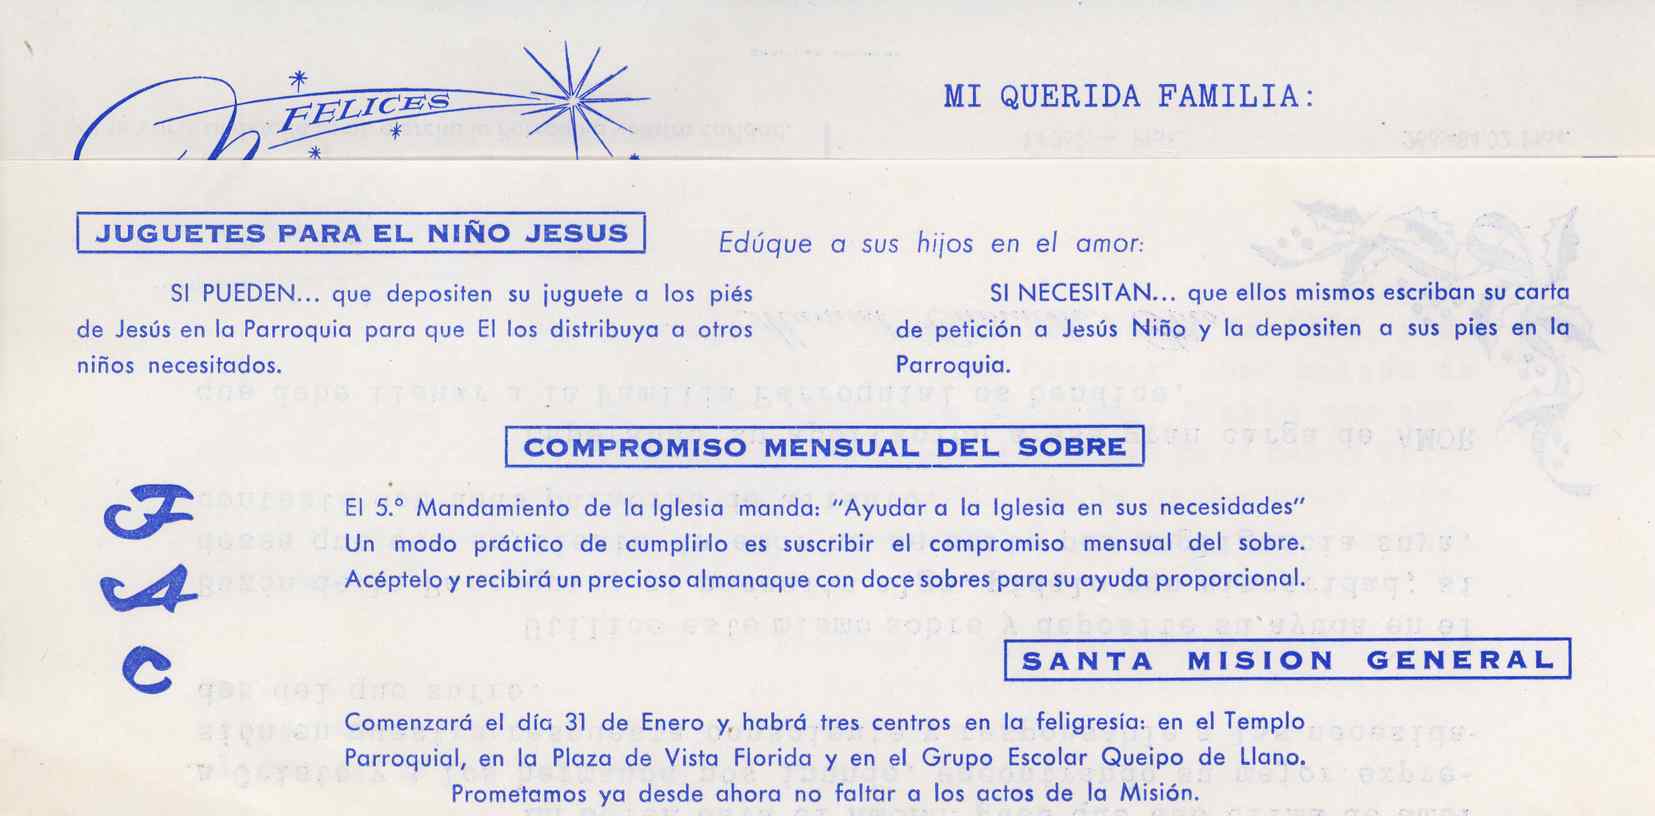 FELICES
MI QUERIDA FAMILIA:
JUGUETES PARA EL NIÑO JESUS
Edúque a sus hijos en el amor:
SI PUEDEN... que depositen su juguete a los piés
de Jesús en la Parroquia para que El los distribuya a otros
niños necesitados.
SI NECESITAN... que ellos mismos escriban su carta
de petición a Jesús Niño y la depositen a sus pies en la
Parroquia.
COMPROMISO MENSUAL DEL SOBRE
F
A
C
El 5.° Mandamiento de la Iglesia manda: "Ayudar a la Iglesia en sus necesidades"
Un modo práctico de cumplirlo es suscribir el compromiso mensual del sobre.
Acéptelo y recibirá un precioso almanaque con doce sobres para su ayuda proporcional.
SANTA MISION GENERAL
Comenzará el día 31 de Enero y habrá tres centros en la feligresía: en el Templo
Parroquial, en la Plaza de Vista Florida y en el Grupo Escolar Queipo de Llano.
Prometamos ya desde ahora no faltar a los actos de la Misión.